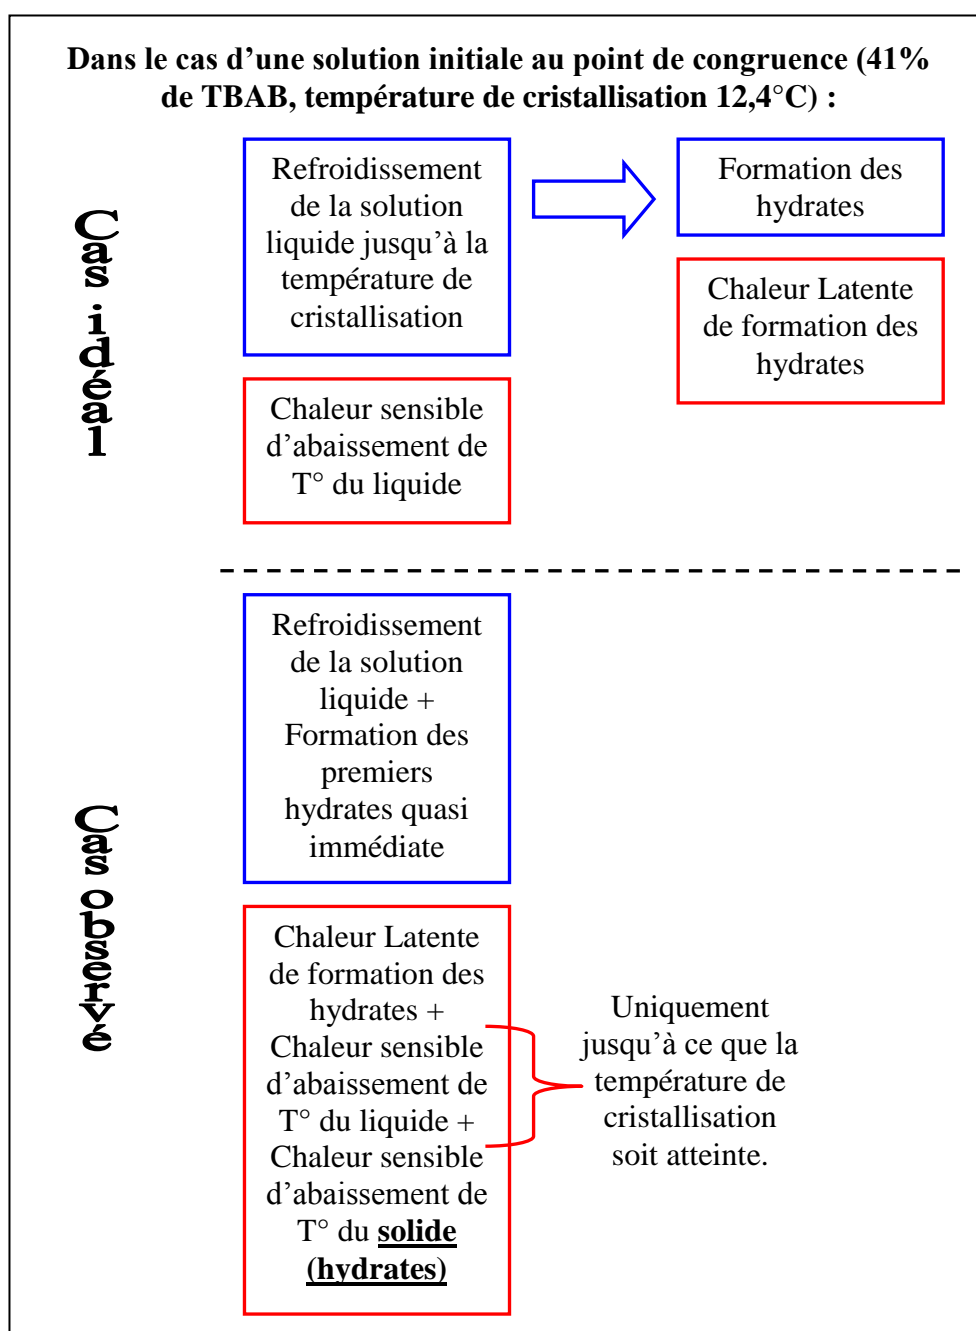 Dans le cas d’une solution initiale au point de congruence (41%
de TBAB, température de cristallisation 12,4°C) :
Cas idéal
Refroidissement
de la solution
liquide jusqu’à la
température de
cristallisation
Formation des
hydrates
Chaleur Latente
de formation des
hydrates
Chaleur sensible
d’abaissement de
T° du liquide
Cas observé
Refroidissement
de la solution
liquide +
Formation des
premiers
hydrates quasi
immédiate
Chaleur Latente
de formation des
hydrates +
Chaleur sensible
d’abaissement de
T° du liquide +
Chaleur sensible
d’abaissement de
T° du solide
(hydrates)
Uniquement
jusqu’à ce que la
température de
cristallisation
soit atteinte.